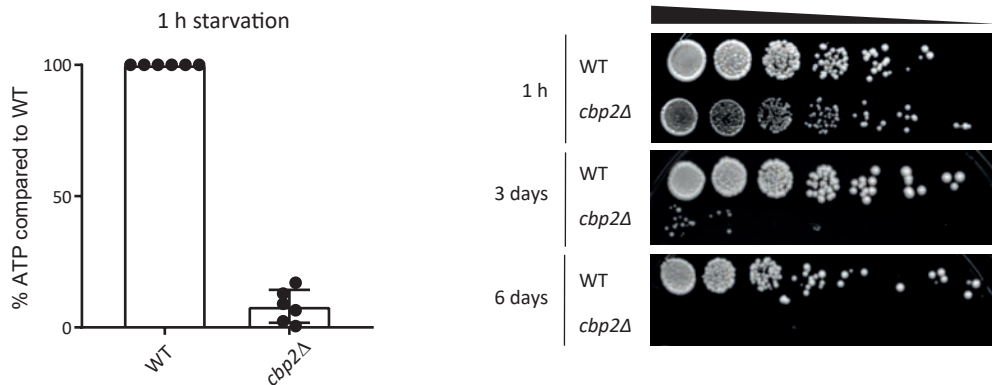 1 h starvation
% ATP compared to WT
100
50
0
WT
cbp2Δ
1 h
WT
cbp2Δ
3 days
WT
cbp2Δ
6 days
WT
cbp2Δ